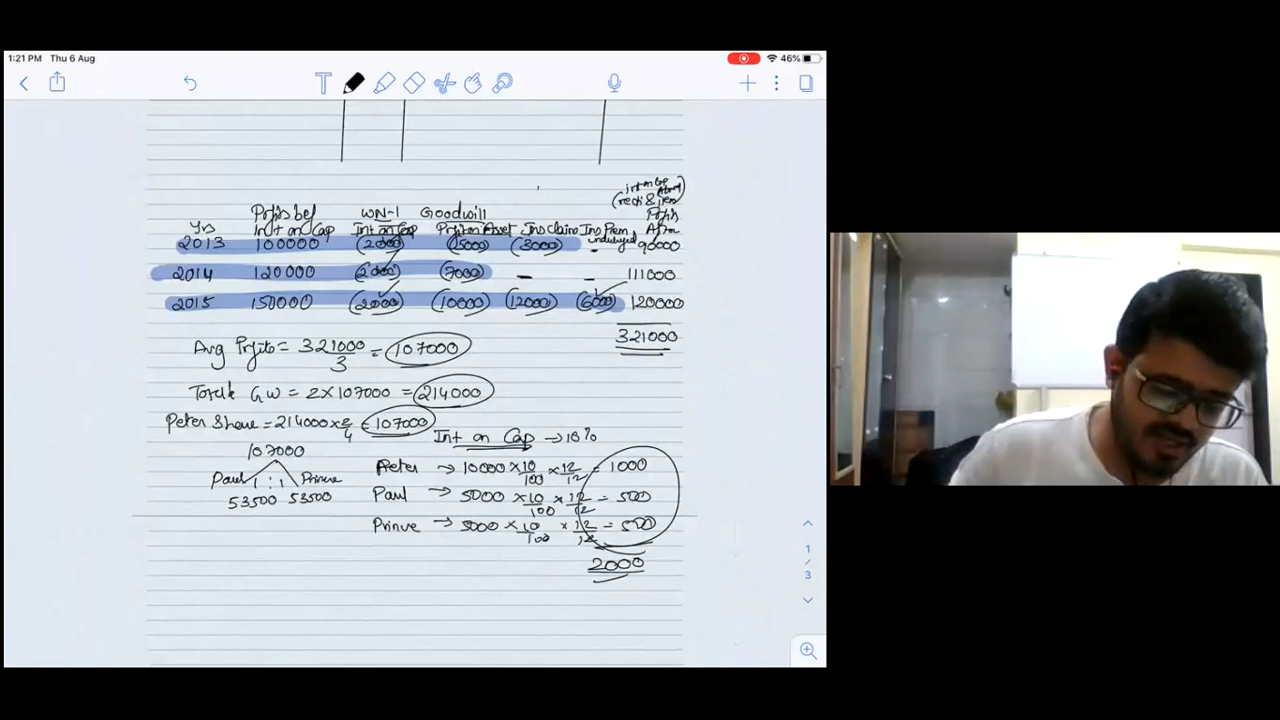 1:21 PM Thu 6 Aug
46%
Profits bef WN-1 Goodwill Profits
Yrs Int on Cap Int on Cap Profit on Asset Ins claim Ins Prem
2013 100000 (2000) (5000) (3000) - 90000
2014 120000 (2000) (7000) - - 111000
2015 150000 (2000) (10000) (12000) (6000) 120000
321000
Avg Profits = 321000/3 = 107000
Total GW = 2 × 107000 = 214000
Peter Share = 214000 × 2/4 = 107000
107000
Paul Prince
1 : 1
53500 53500
Int on Cap → 10%
Peter → 10000 × 10/100 × 12/12 = 1000
Paul → 5000 × 10/100 × 12/12 = 500
Prince → 5000 × 10/100 × 12/12 = 500
2000
1
/
3